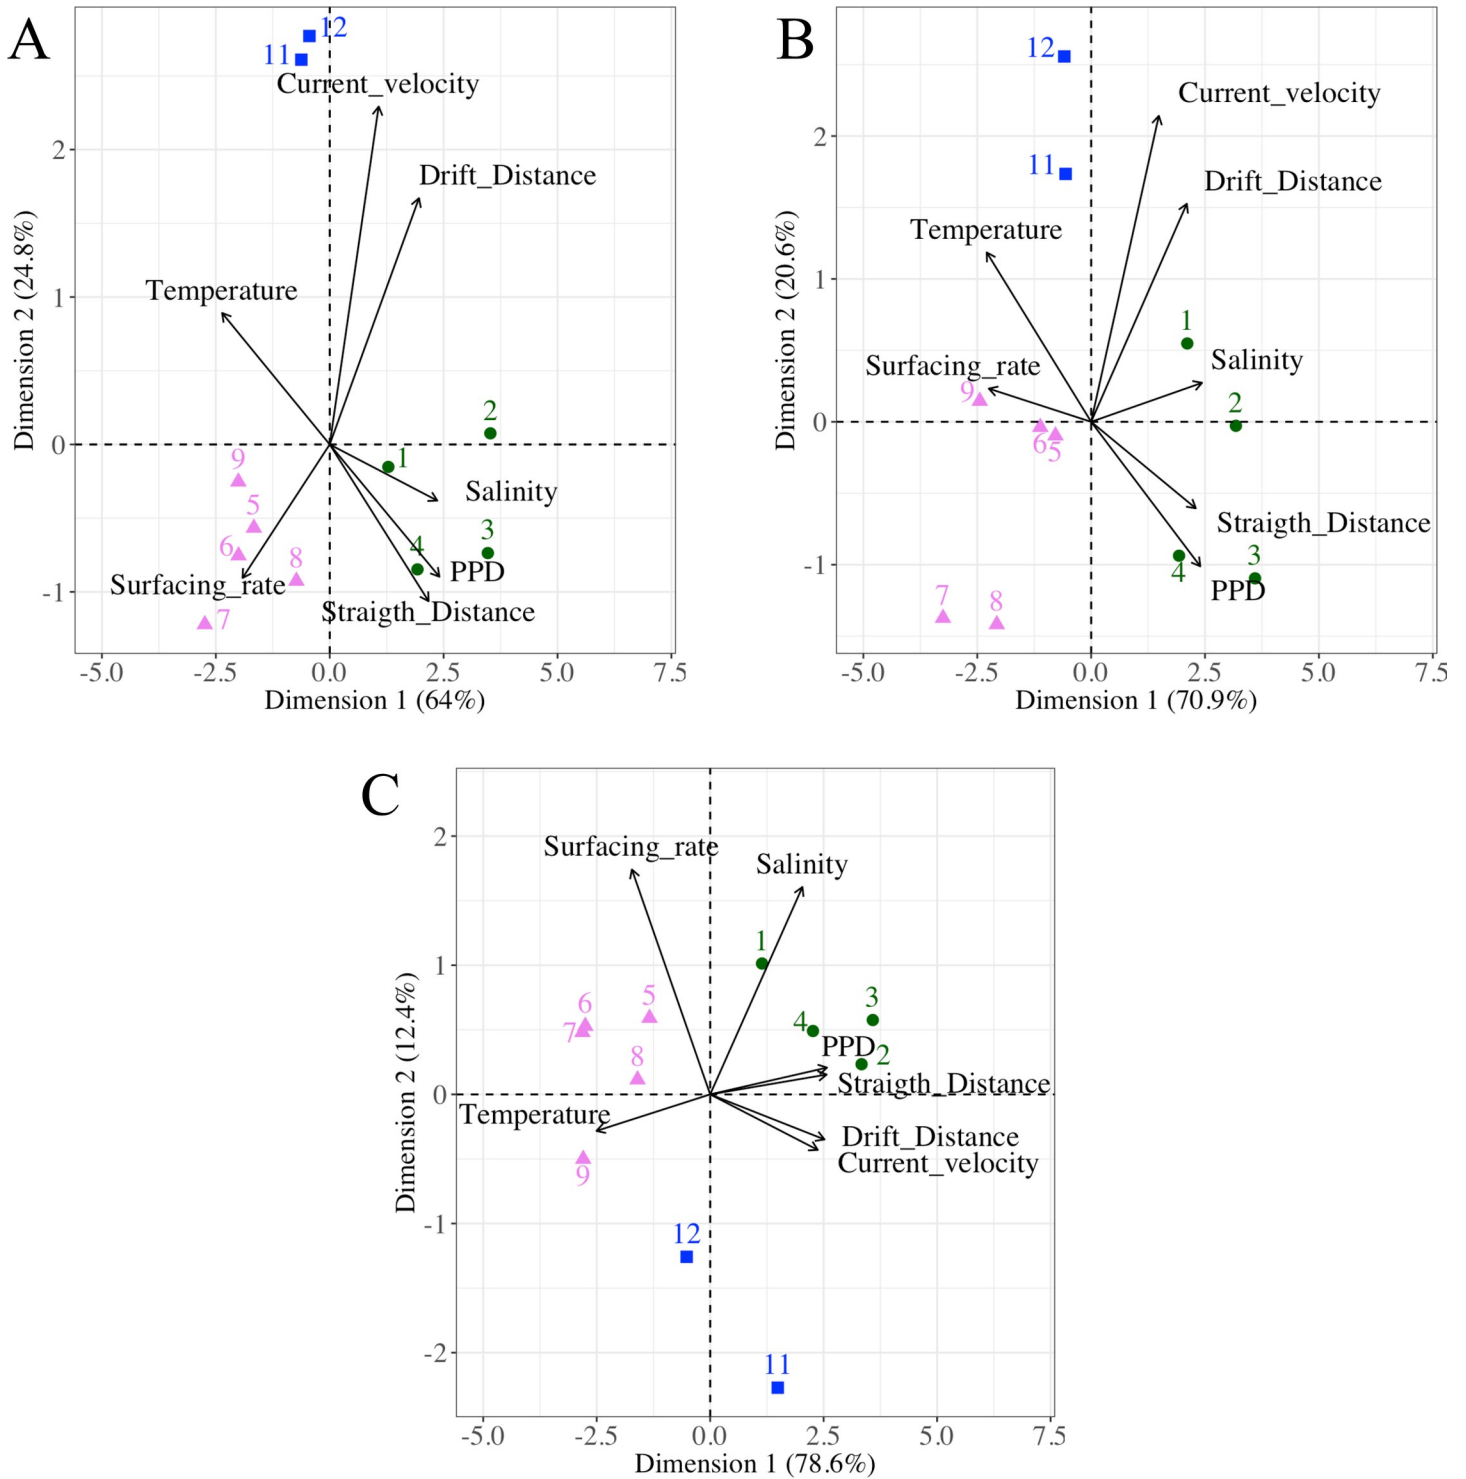 A
12
11
Current_velocity
Drift_Distance
Temperature
2
1
Salinity
9
5
3
6
8
4
PPD
Surfacing_rate
Straigth_Distance
7
2
1
0
-1
Dimension 2 (24.8%)
-5.0 -2.5 0.0 2.5 5.0 7.5
Dimension 1 (64%)
B
12
Current_velocity
11
Drift_Distance
Temperature
1
Salinity
Surfacing_rate
9
2
6
5
Straigth_Distance
3
4
PPD
7
8
2
1
0
-1
Dimension 2 (20.6%)
-5.0 -2.5 0.0 2.5 5.0 7.5
Dimension 1 (70.9%)
C
Surfacing_rate
Salinity
1
6
5
3
7
4
8
PPD
2
Straigth_Distance
Temperature
Drift_Distance
Current_velocity
9
12
11
2
1
0
-1
-2
Dimension 2 (12.4%)
-5.0 -2.5 0.0 2.5 5.0 7.5
Dimension 1 (78.6%)